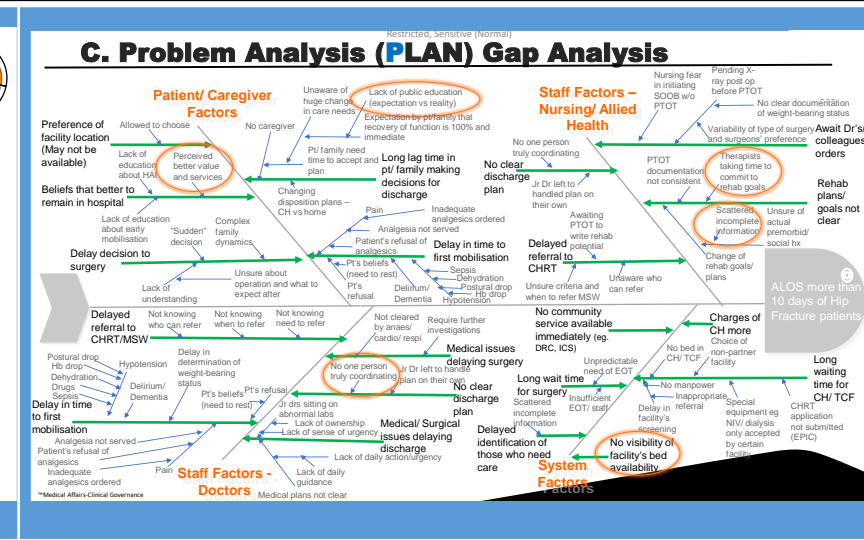 Restricted, Sensitive (Normal)
C. Problem Analysis (PLAN) Gap Analysis
Patient/ Caregiver
Factors
Preference of
facility location
(May not be
available)
Allowed to choose
Lack of
education
about HAI
Perceived
better value
and services
Beliefs that better to
remain in hospital
Lack of education
about early
mobilisation
"Sudden"
decision
Complex
family
dynamics
Delay decision to
surgery
Lack of
understanding
Unsure about
operation and what to
expect after
Unaware of
huge change
in care needs
Lack of public education
(expectation vs reality)
Expectation by pt/family that
recovery of function is 100% and
immediate
No caregiver
Pt/ family need
time to accept and
plan
Long lag time in
pt/ family making
decisions for
discharge
Changing
disposition plans –
CH vs home
Pain
Inadequate
analgesics ordered
Analgesia not served
Patient's refusal of
analgesics
Delay in time to
first mobilisation
Pt's beliefs
(need to rest)
Pt's
refusal
Delirium/
Dementia
Sepsis
Dehydration
Postural drop
Hb drop
Hypotension
Staff Factors –
Nursing/ Allied
Health
Nursing fear
in initiating
SOOB w/o
PTOT
Pending X-
ray post op
before PTOT
No clear documentation
of weight-bearing status
Variability of type of surgery
and surgeons' preference
Await Dr's/
colleagues
orders
No one person
truly coordinating
No clear
discharge
plan
Jr Dr left to
handled plan on
their own
PTOT
documentation
not consistent
Therapists
taking time to
commit to
rehab goals
Rehab
plans/
goals not
clear
Scattered
incomplete
information
Unsure of
actual
premorbid/
social hx
Change of
rehab goals/
plans
Awaiting
PTOT to
write rehab
potential
Delayed
referral to
CHRT
Unsure criteria and
when to refer MSW
Unaware who
can refer
ALOS more than
10 days of Hip
Fracture patients
Delayed
referral to
CHRT/MSW
Not knowing
who can refer
Not knowing
when to refer
Not knowing
need to refer
Not cleared
by anaes/
cardio/ respi
Require further
investigations
Medical issues
delaying surgery
Postural drop
Hb drop
Dehydration
Drugs
Sepsis
Hypotension
Delirium/
Dementia
Delay in
determination of
weight-bearing
status
Pt's beliefs
(need to rest)
Pt's refusal
Delay in time
to first
mobilisation
Analgesia not served
Patient's refusal of
analgesics
Inadequate
analgesics ordered
Pain
No one person
truly coordinating
Jr Dr left to handle
plan on their own
No clear
discharge
plan
Jr drs sitting on
abnormal labs
Lack of ownership
Lack of sense of urgency
Medical/ Surgical
issues delaying
discharge
Lack of daily action/urgency
Lack of daily
guidance
Medical plans not clear
Staff Factors -
Doctors
No community
service available
immediately (eg.
DRC, ICS)
Charges of
CH more
Choice of
non-partner
facility
No bed in
CH/ TCF
Unpredictable
need of EOT
Long wait time
for surgery
Insufficient
EOT/ staff
No manpower
Inappropriate
referral
Delay in
facility's
screening
Long
waiting
time for
CH/ TCF
Special
equipment eg
NIV/ dialysis
only accepted
by certain
facility
CHRT
application
not submitted
(EPIC)
Scattered
incomplete
information
Delayed
identification of
those who need
care
No visibility of
facility's bed
availability
System
Factors
™Medical Affairs-Clinical Governance